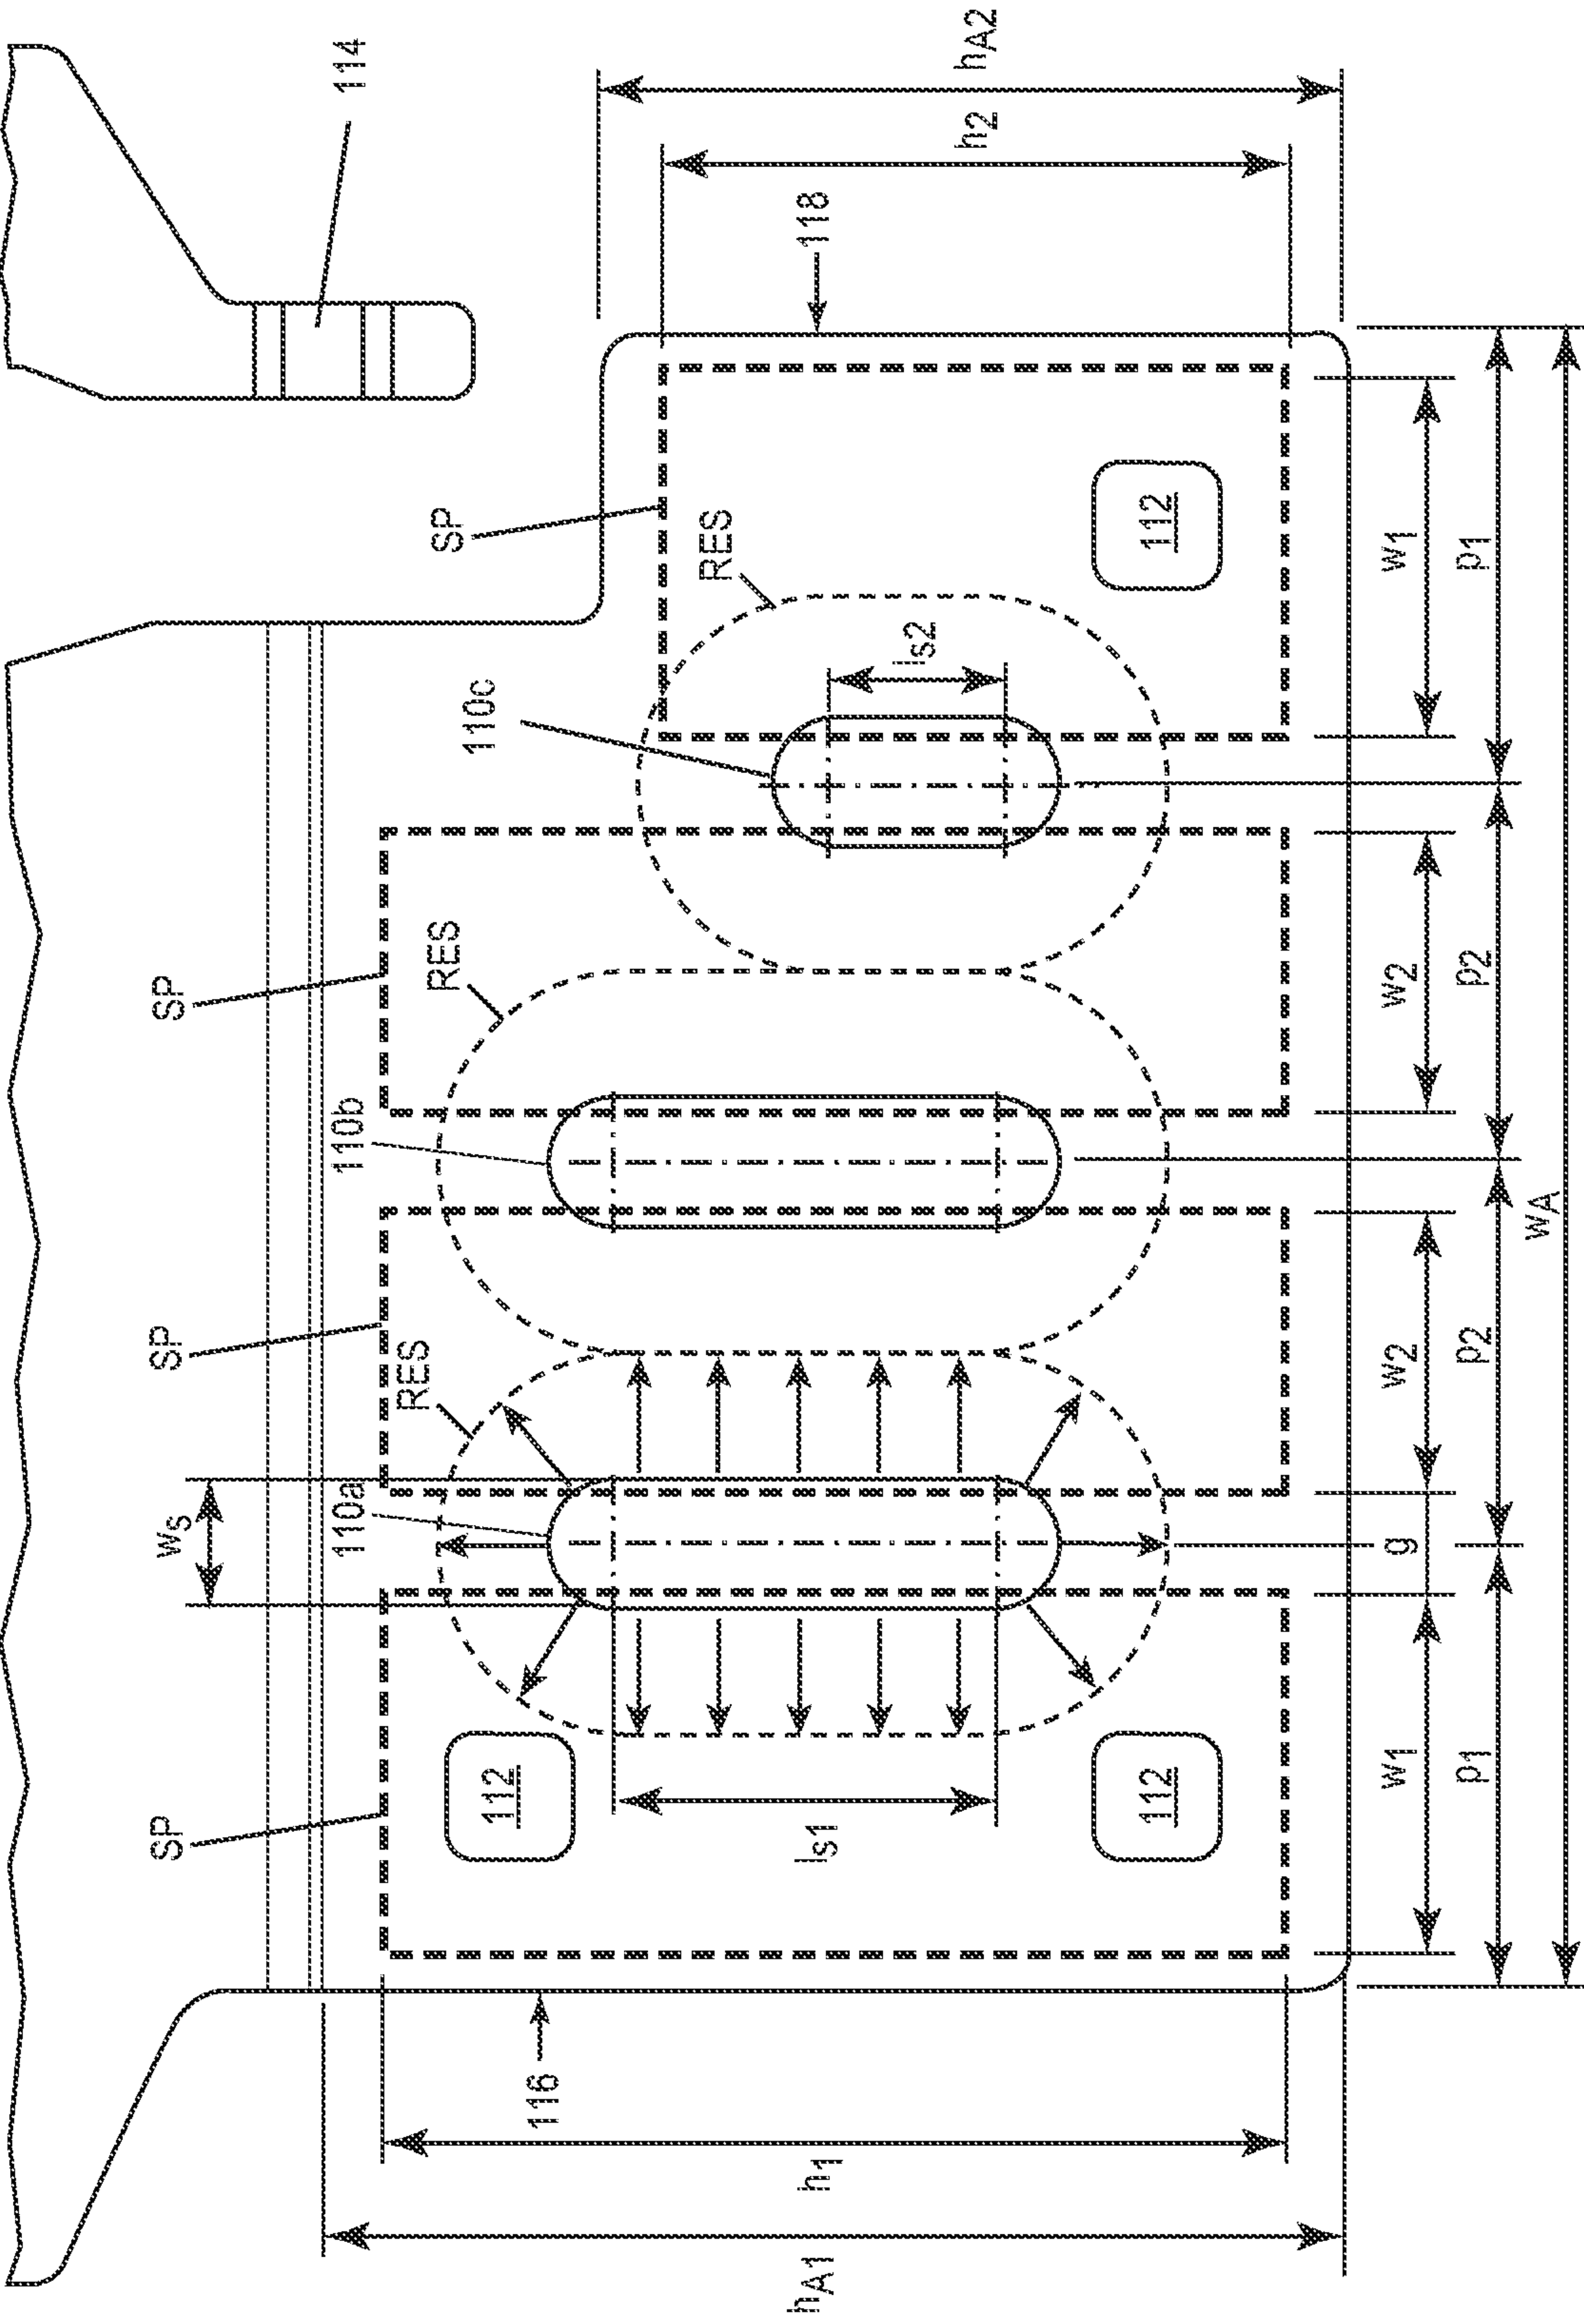 SP
wS
SP
SP
110a
110b
114
RES
RES
SP
112
110c
116
RES
hA1
h1
ls1
118
ls2
h2
hA2
112
112
w1
g
w2
w2
w1
p1
p2
p2
p1
wA